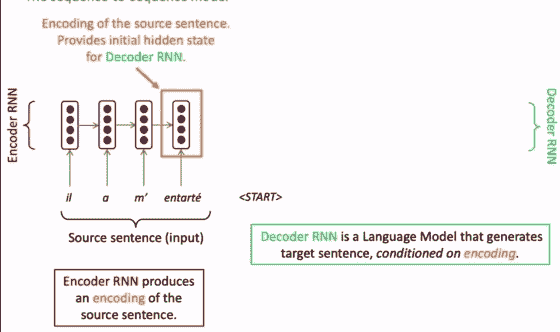 The sequence-to-sequence model
Encoding of the source sentence.
Provides initial hidden state
for Decoder RNN.
Encoder RNN
Decoder RNN
il a m' entarté <START>
Source sentence (input)
Decoder RNN is a Language Model that generates
target sentence, conditioned on encoding.
Encoder RNN produces
an encoding of the
source sentence.